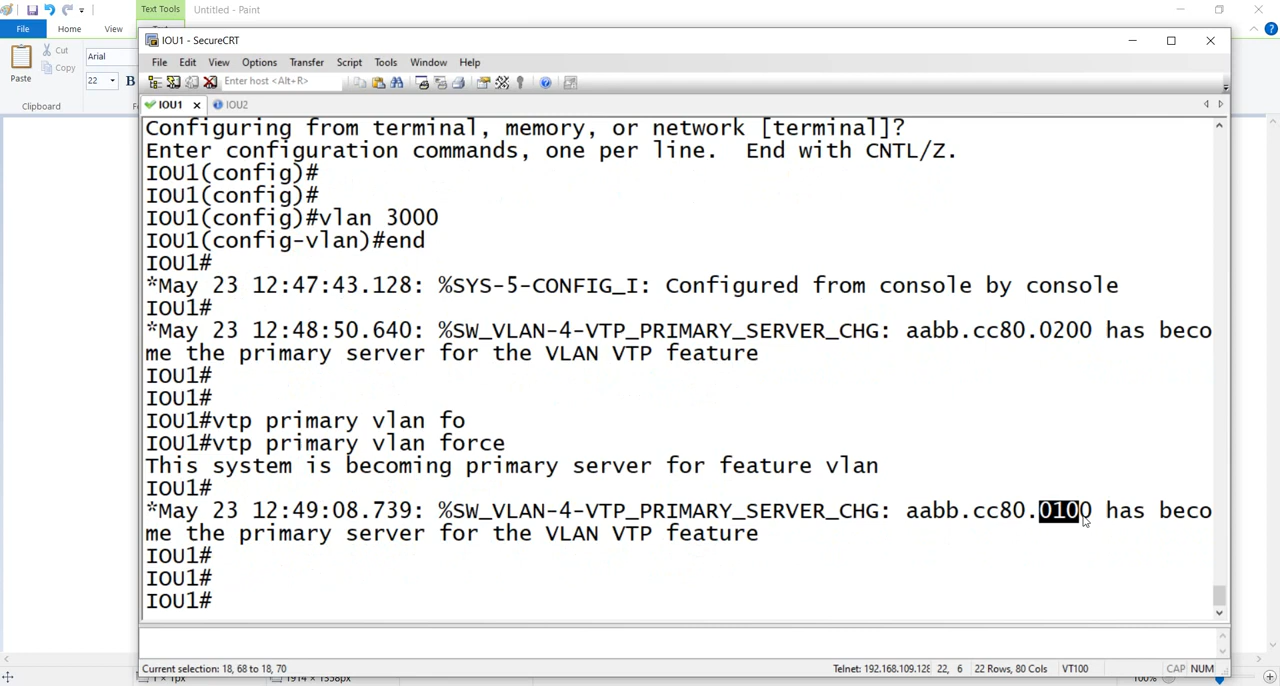 Text Tools
Untitled - Paint
File
Home
View
Paste
Cut
Copy
Clipboard
Arial
22
B
IOU1 - SecureCRT
File Edit View Options Transfer Script Tools Window Help
Enter host <Alt+R>
IOU1
IOU2
Configuring from terminal, memory, or network [terminal]?
Enter configuration commands, one per line.  End with CNTL/Z.
IOU1(config)#
IOU1(config)#
IOU1(config)#vlan 3000
IOU1(config-vlan)#end
IOU1#
*May 23 12:47:43.128: %SYS-5-CONFIG_I: Configured from console by console
IOU1#
*May 23 12:48:50.640: %SW_VLAN-4-VTP_PRIMARY_SERVER_CHG: aabb.cc80.0200 has beco
me the primary server for the VLAN VTP feature
IOU1#
IOU1#
IOU1#vtp primary vlan fo
IOU1#vtp primary vlan force
This system is becoming primary server for feature vlan
IOU1#
*May 23 12:49:08.739: %SW_VLAN-4-VTP_PRIMARY_SERVER_CHG: aabb.cc80.0100 has beco
me the primary server for the VLAN VTP feature
IOU1#
IOU1#
IOU1#
Current selection: 18, 68 to 18, 70
Telnet: 192.168.109.128 22, 6 22 Rows, 80 Cols VT100 CAP NUM
100%